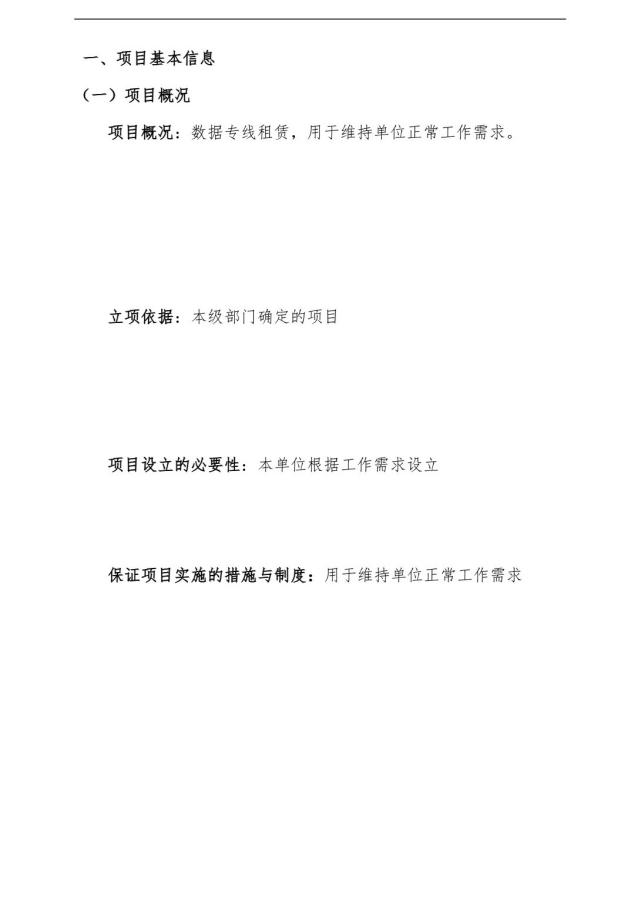 一、项目基本信息
（一）项目概况
项目概况：数据专线租赁，用于维持单位正常工作需求。
立项依据：本级部门确定的项目
项目设立的必要性：本单位根据工作需求设立
保证项目实施的措施与制度：用于维持单位正常工作需求